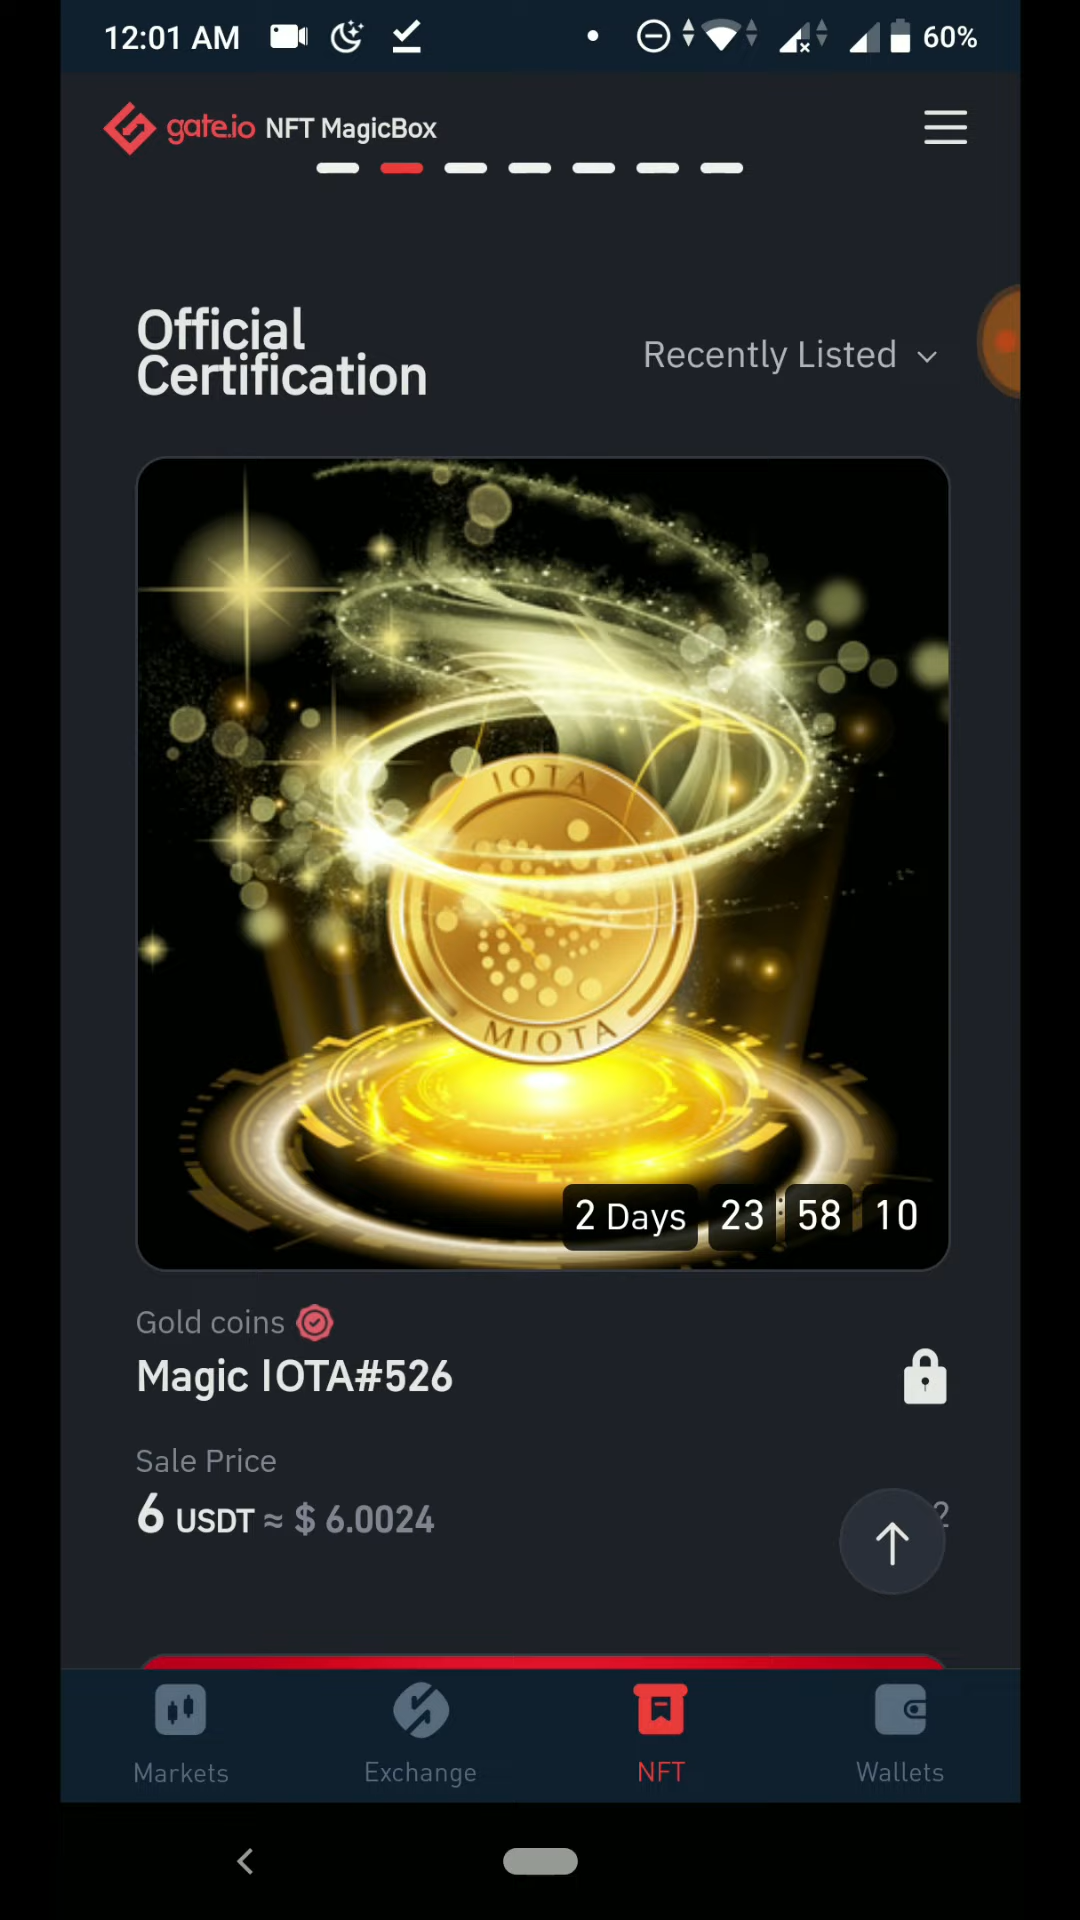 12:01 AM
60%
gate.io NFT MagicBox
Official
Certification
Recently Listed
IOTA
MIOTA
2 Days 23 : 58 10
Gold coins
Magic IOTA#526
Sale Price
6 USDT ≈ $ 6.0024
2
Markets
Exchange
NFT
Wallets